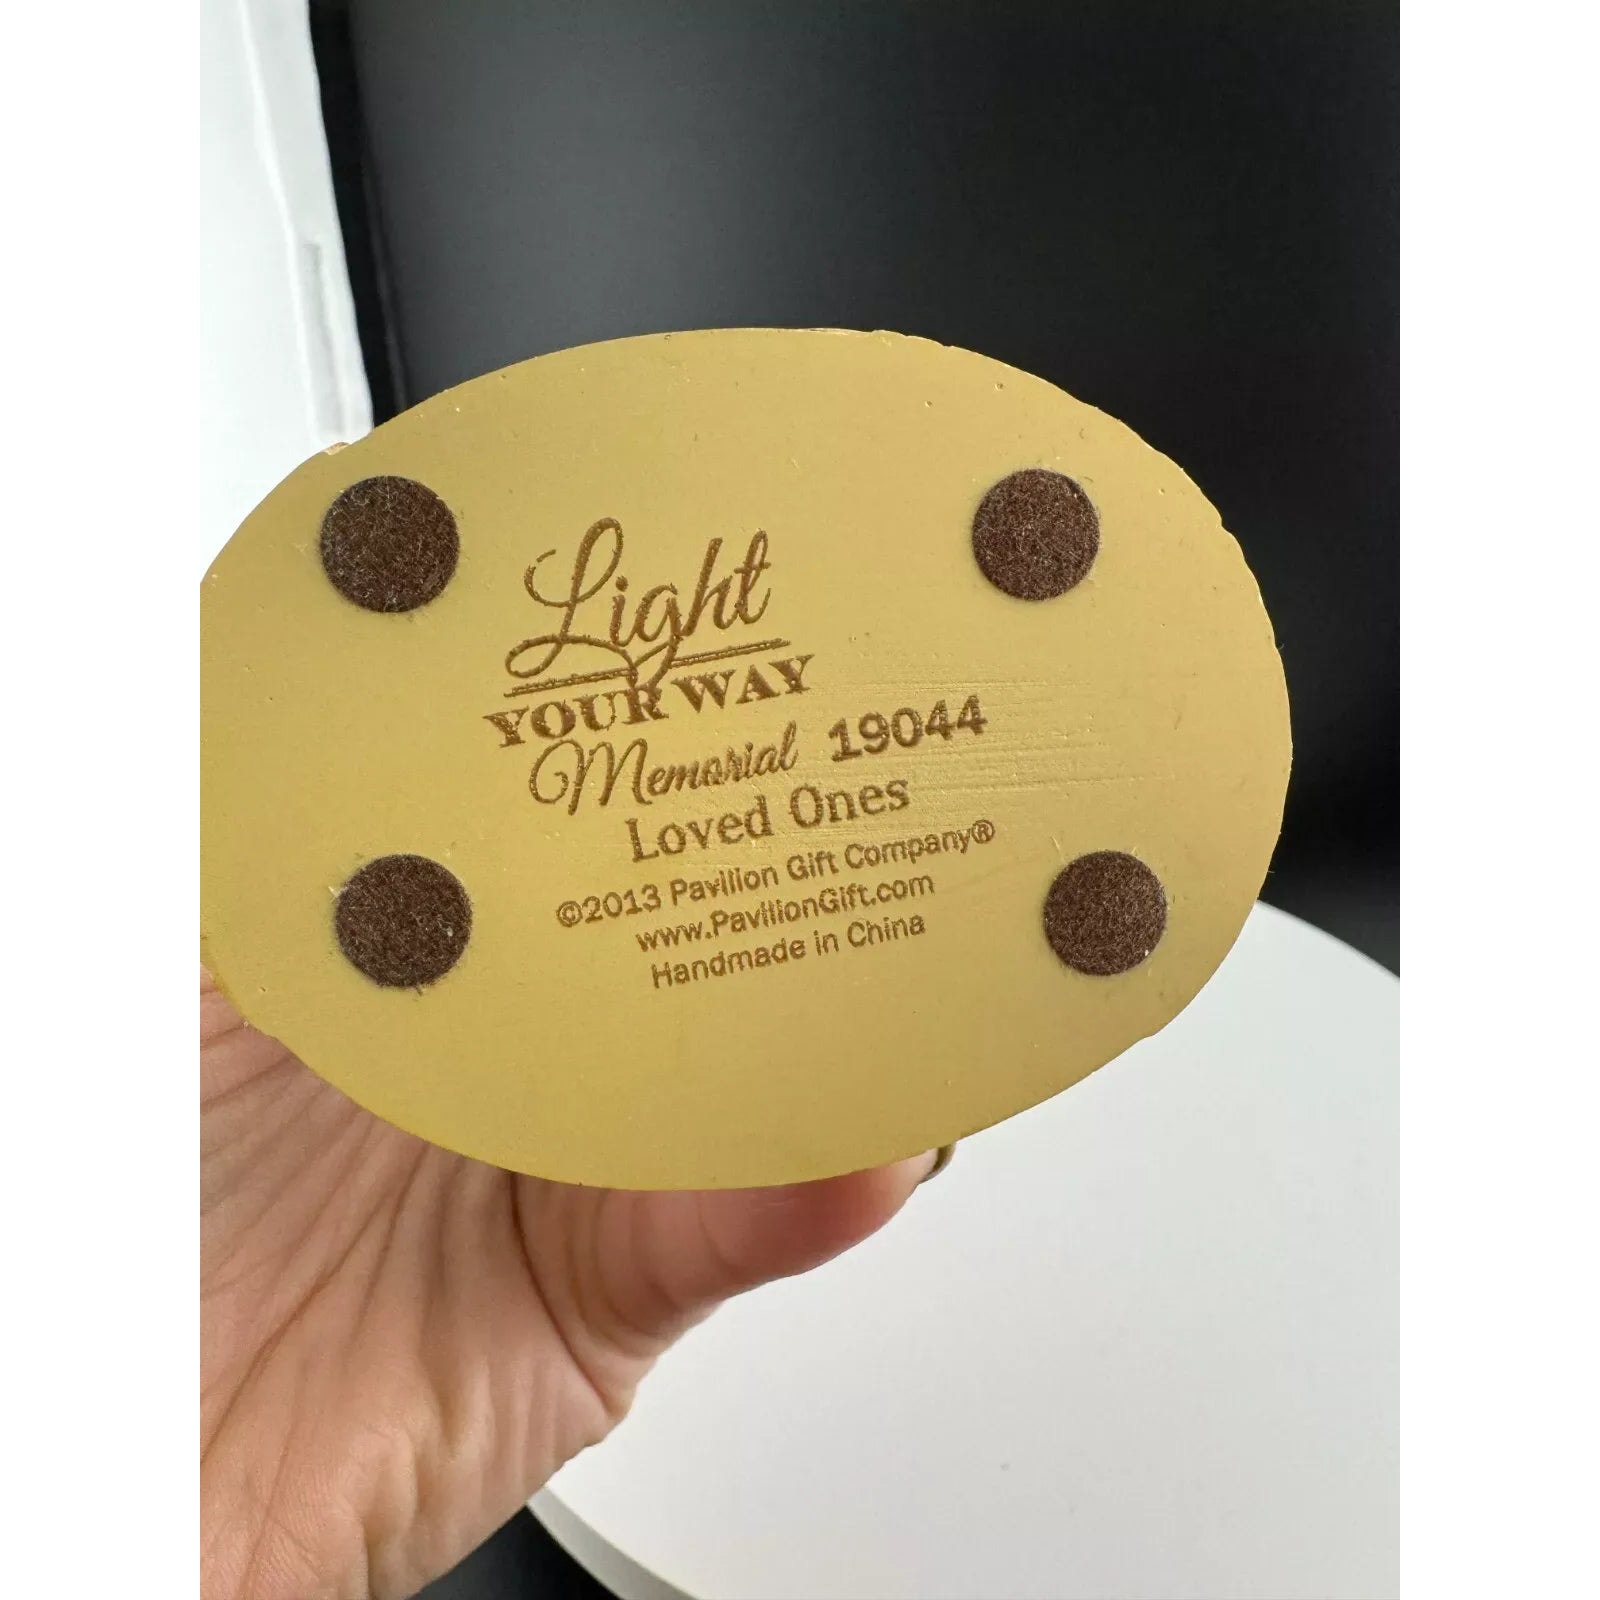 Light
YOUR WAY
Memorial 19044
Loved Ones
©2013 Pavilion Gift Company®
www.PavilionGift.com
Handmade in China